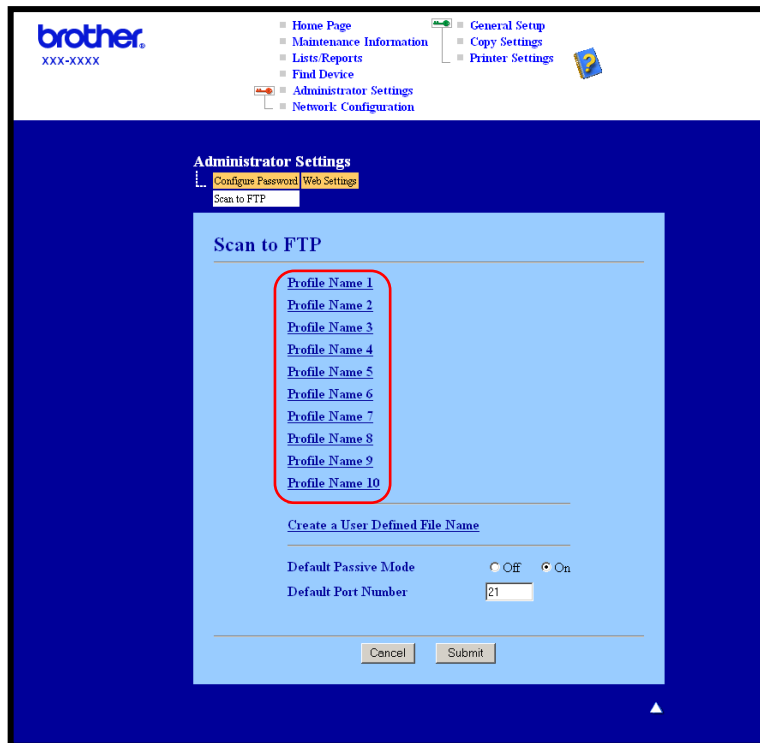 brother.
XXX-XXXX
Home Page
Maintenance Information
Lists/Reports
Find Device
Administrator Settings
Network Configuration
General Setup
Copy Settings
Printer Settings
Administrator Settings
Configure Password Web Settings
Scan to FTP
Scan to FTP
Profile Name 1
Profile Name 2
Profile Name 3
Profile Name 4
Profile Name 5
Profile Name 6
Profile Name 7
Profile Name 8
Profile Name 9
Profile Name 10
Create a User Defined File Name
Default Passive Mode Off On
Default Port Number 21
Cancel Submit